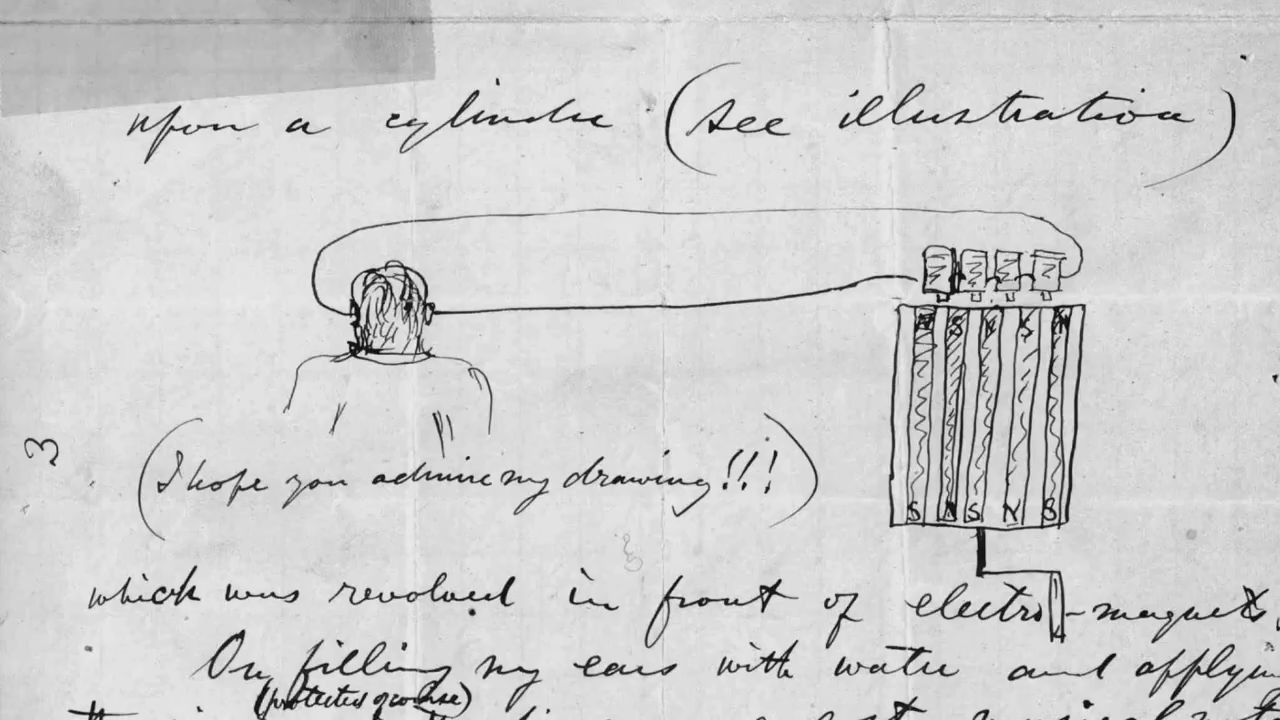 upon a cylinder (see illustration)
N S N S N
S N S N S
3
(I hope you admire my drawing!!!)
which was revolved in front of electro-magnets.
On filling my ears with water and applying
(protected of course)